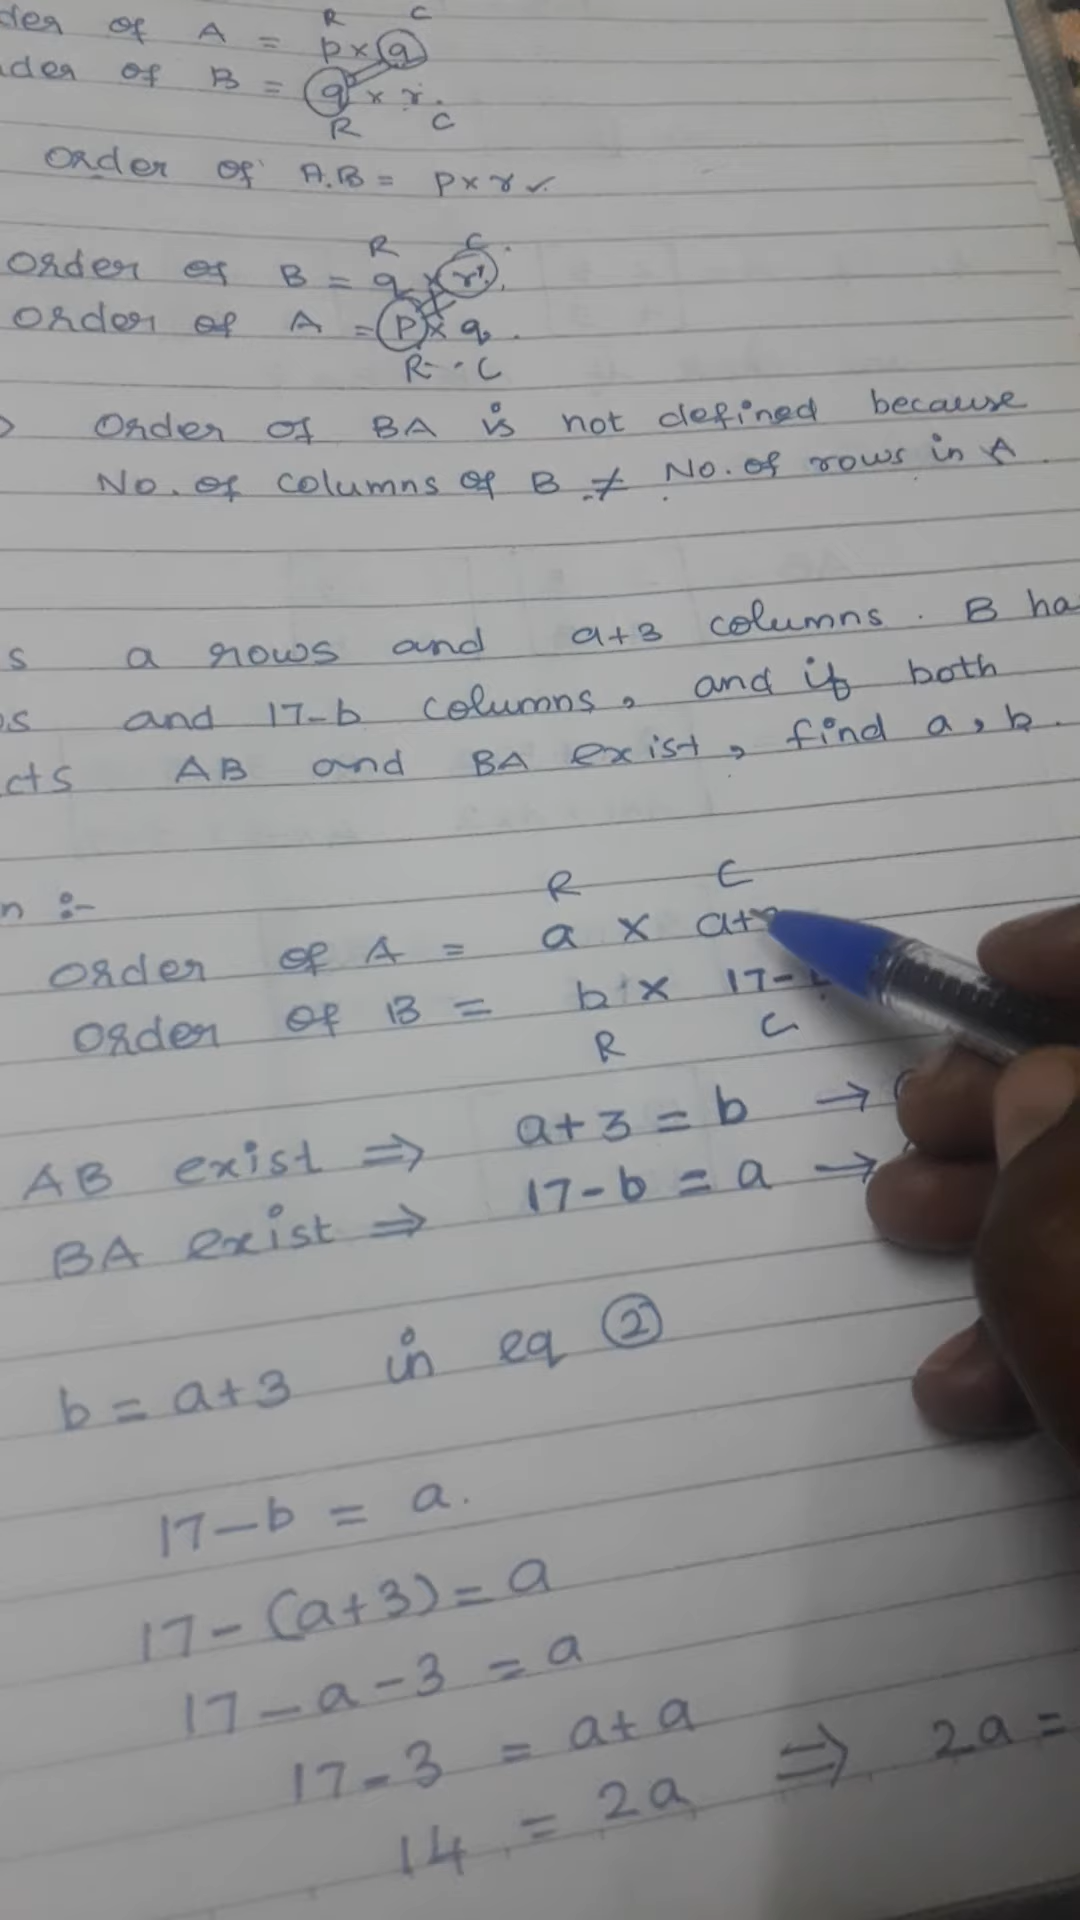 R C
of A = p×q
of B = q × r.
R C
Order of A.B = p×r ✓
R C.
Order of B = q × r
Order of A = p × q.
R C
Order of BA is not defined because
No. of columns of B ≠ No. of rows in A.
a rows and a+3 columns. B ha
and 17-b columns, and if both
AB and BA exist, find a, b.
n :-
R C
Order of A = a × a+
Order of B = b × 17-
R C
AB exist ⇒ a+3 = b →
BA exist ⇒ 17-b = a →
b = a+3 in eq ②
17-b = a.
17-(a+3) = a
17-a-3 = a
17-3 = a+a
14 = 2a ⇒ 2a =